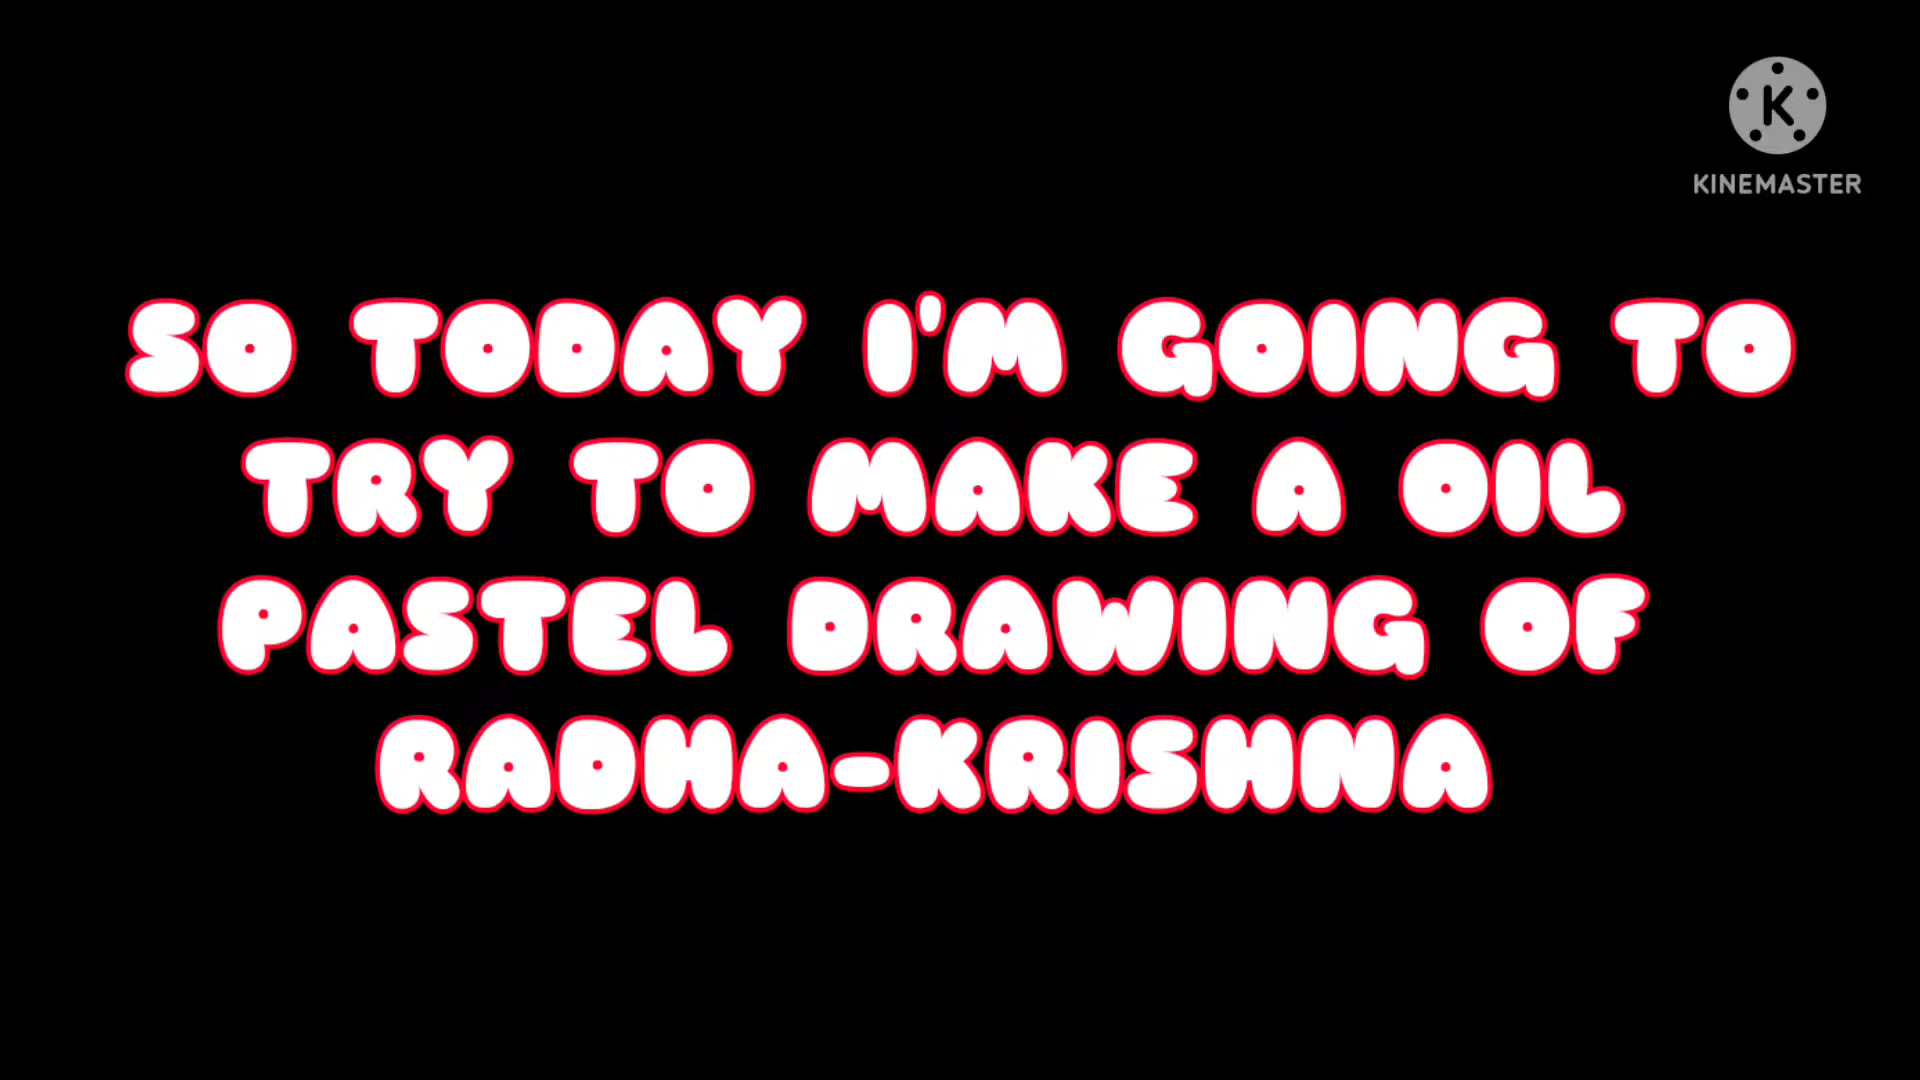 K
KINEMASTER
SO TODAY I'M GOING TO
TRY TO MAKE A OIL
PASTEL DRAWING OF
RADHA-KRISHNA